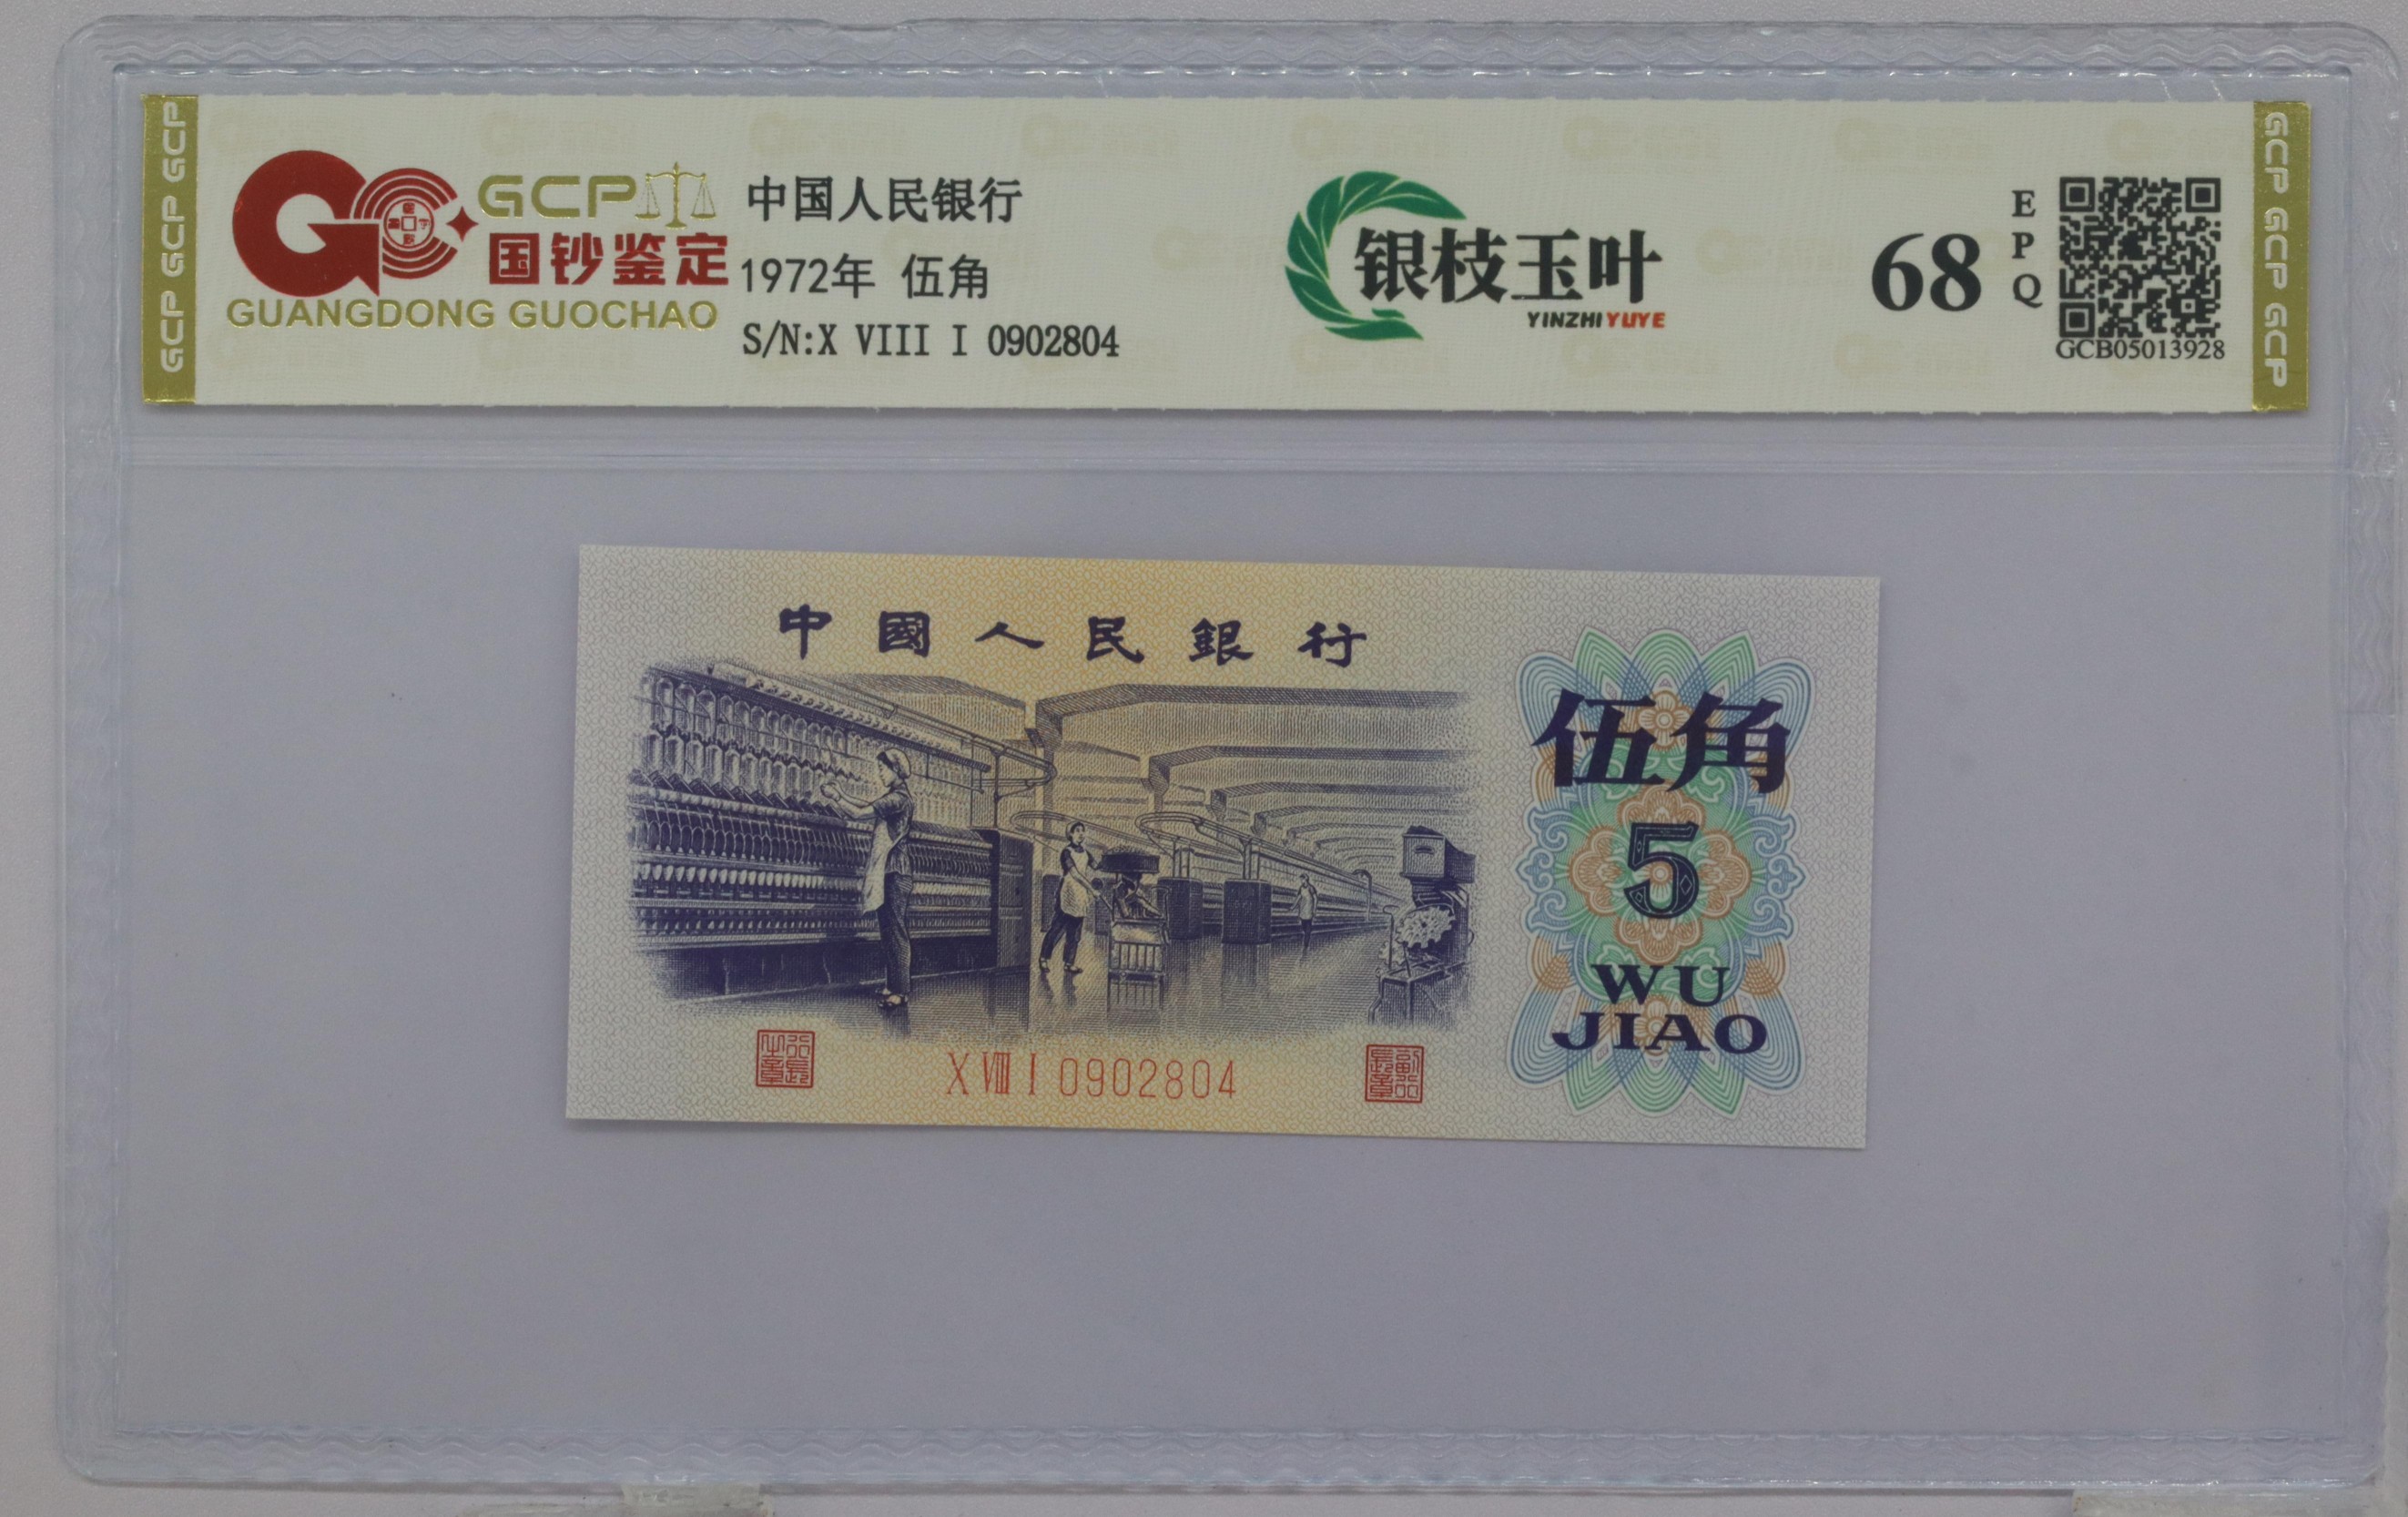 GCP GCP GCP
GCP
国钞鉴定
GUANGDONG GUOCHAO
中国人民银行
1972年 伍角
S/N:X VIII I 0902804
银枝玉叶
YINZHI YUYE
68
EPQ
GCB05013928
GCP GCP GCP
中國人民銀行
伍角
5
WU
JIAO
X VIII I 0902804